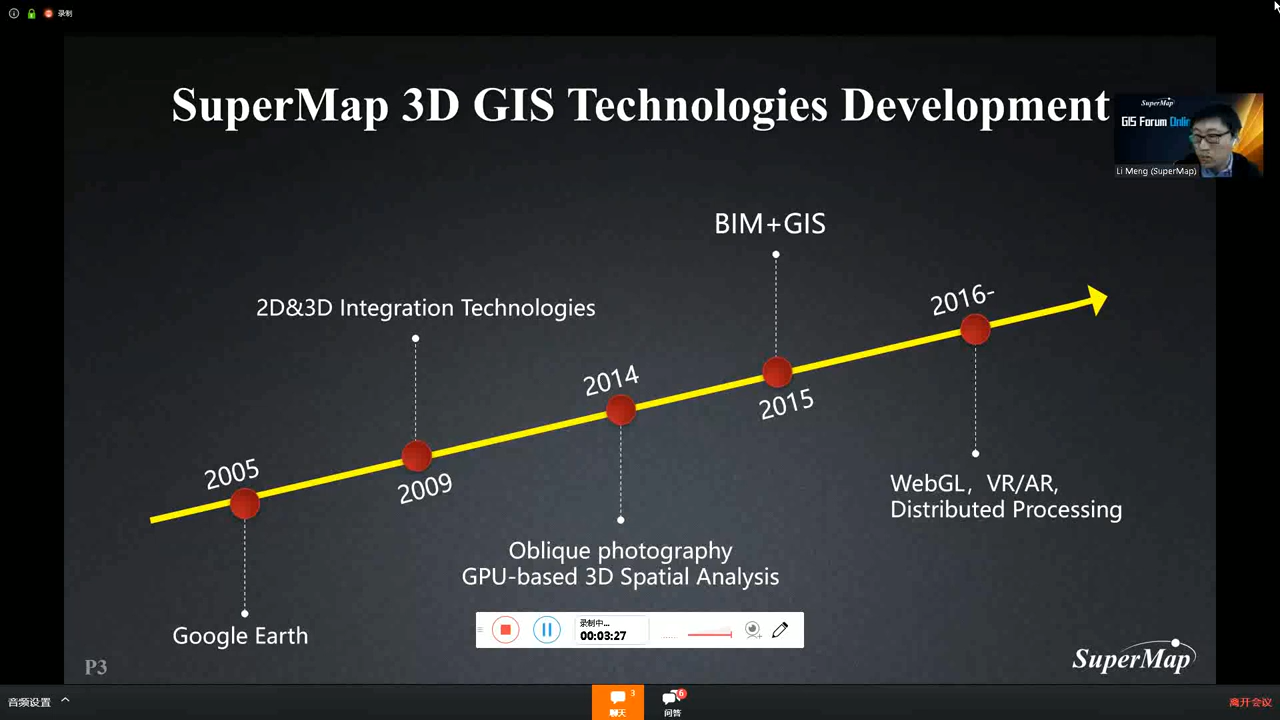 录制
SuperMap 3D GIS Technologies Development
SuperMap
GIS Forum Onlin
Li Meng (SuperMap)
BIM+GIS
2D&3D Integration Technologies
2016-
2014
2015
2005
2009
WebGL，VR/AR,
Distributed Processing
Oblique photography
GPU-based 3D Spatial Analysis
Google Earth
录制中...
00:03:27
P3
SuperMap
音频设置
3
聊天
6
问答
离开会议